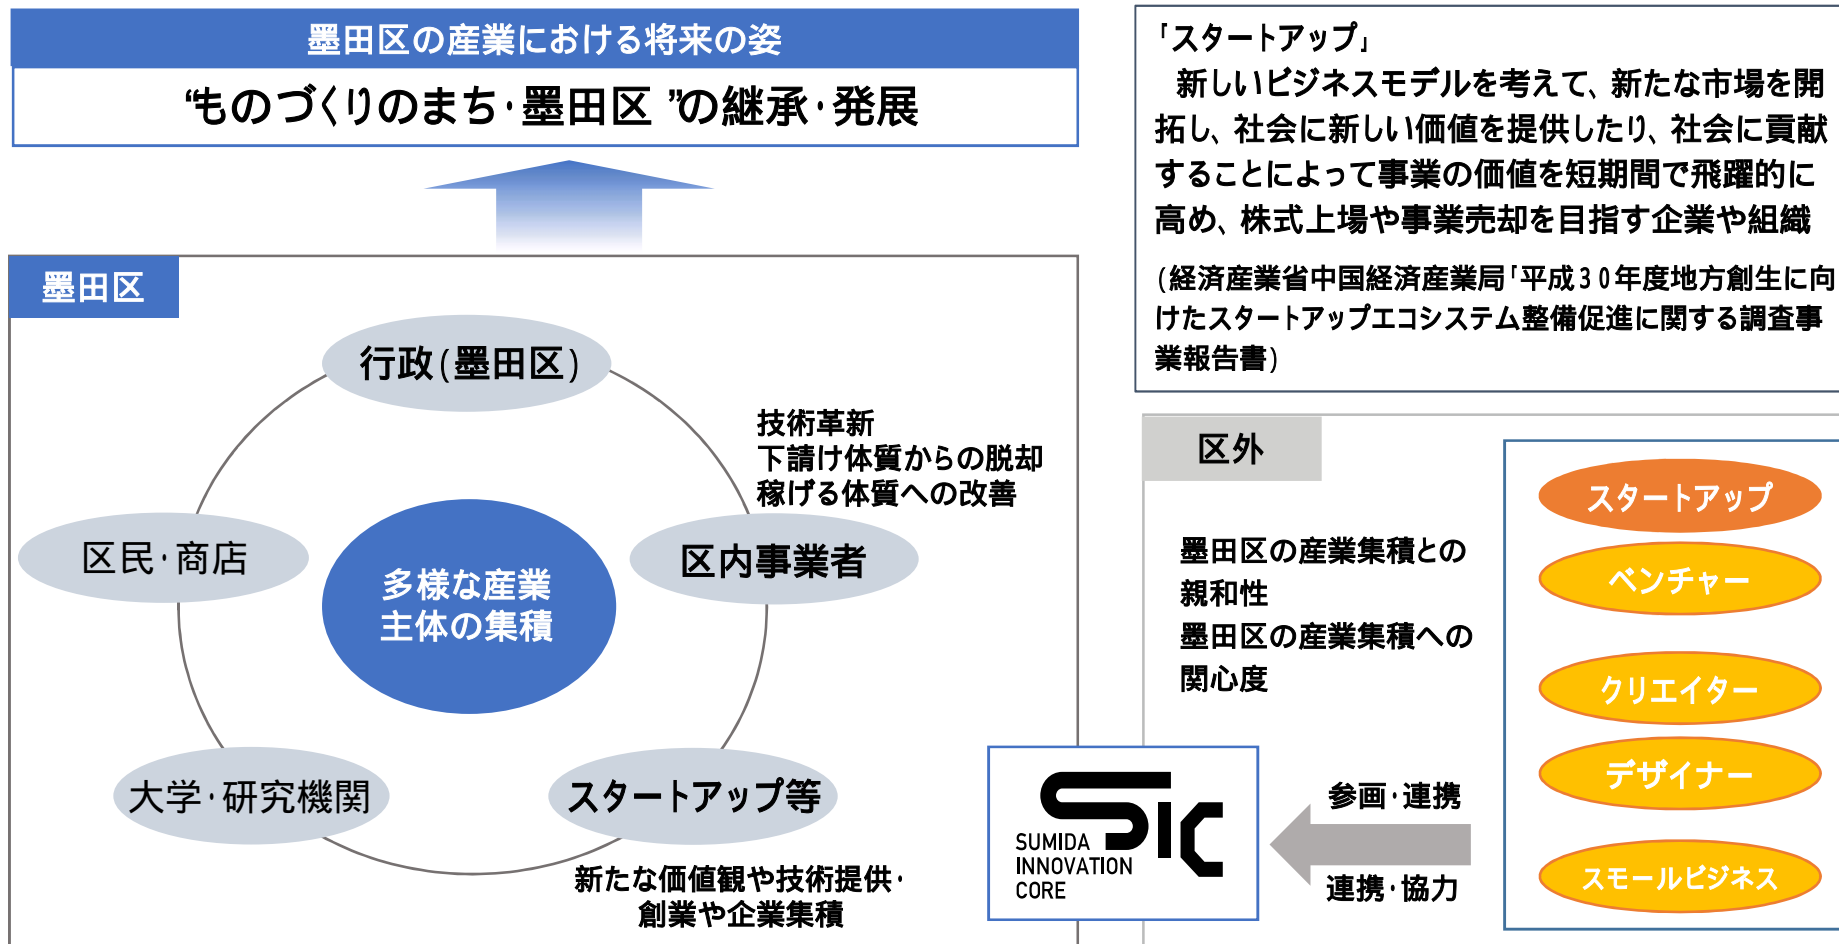 墨田区の産業における将来の姿
“ものづくりのまち・墨田区”の継承・発展
「スタートアップ」
新しいビジネスモデルを考えて、新たな市場を開
拓し、社会に新しい価値を提供したり、社会に貢献
することによって事業の価値を短期間で飛躍的に
高め、株式上場や事業売却を目指す企業や組織
(経済産業省中国経済産業局「平成30年度地方創生に向
けたスタートアップエコシステム整備促進に関する調査事
業報告書)
墨田区
行政(墨田区)
技術革新
下請け体質からの脱却
稼げる体質への改善
区民・商店
多様な産業
主体の集積
区内事業者
大学・研究機関
スタートアップ等
新たな価値観や技術提供・
創業や企業集積
区外
墨田区の産業集積との
親和性
墨田区の産業集積への
関心度
SIC
SUMIDA
INNOVATION
CORE
参画・連携
連携・協力
スタートアップ
ベンチャー
クリエイター
デザイナー
スモールビジネス